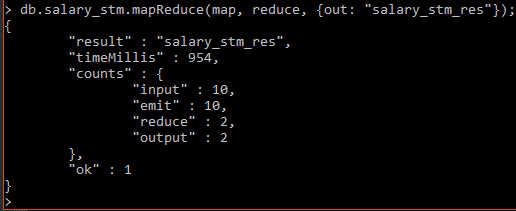 > db.salary_stm.mapReduce(map, reduce, {out: "salary_stm_res"});
{
        "result" : "salary_stm_res",
        "timeMillis" : 954,
        "counts" : {
                "input" : 10,
                "emit" : 10,
                "reduce" : 2,
                "output" : 2
        },
        "ok" : 1
}
>